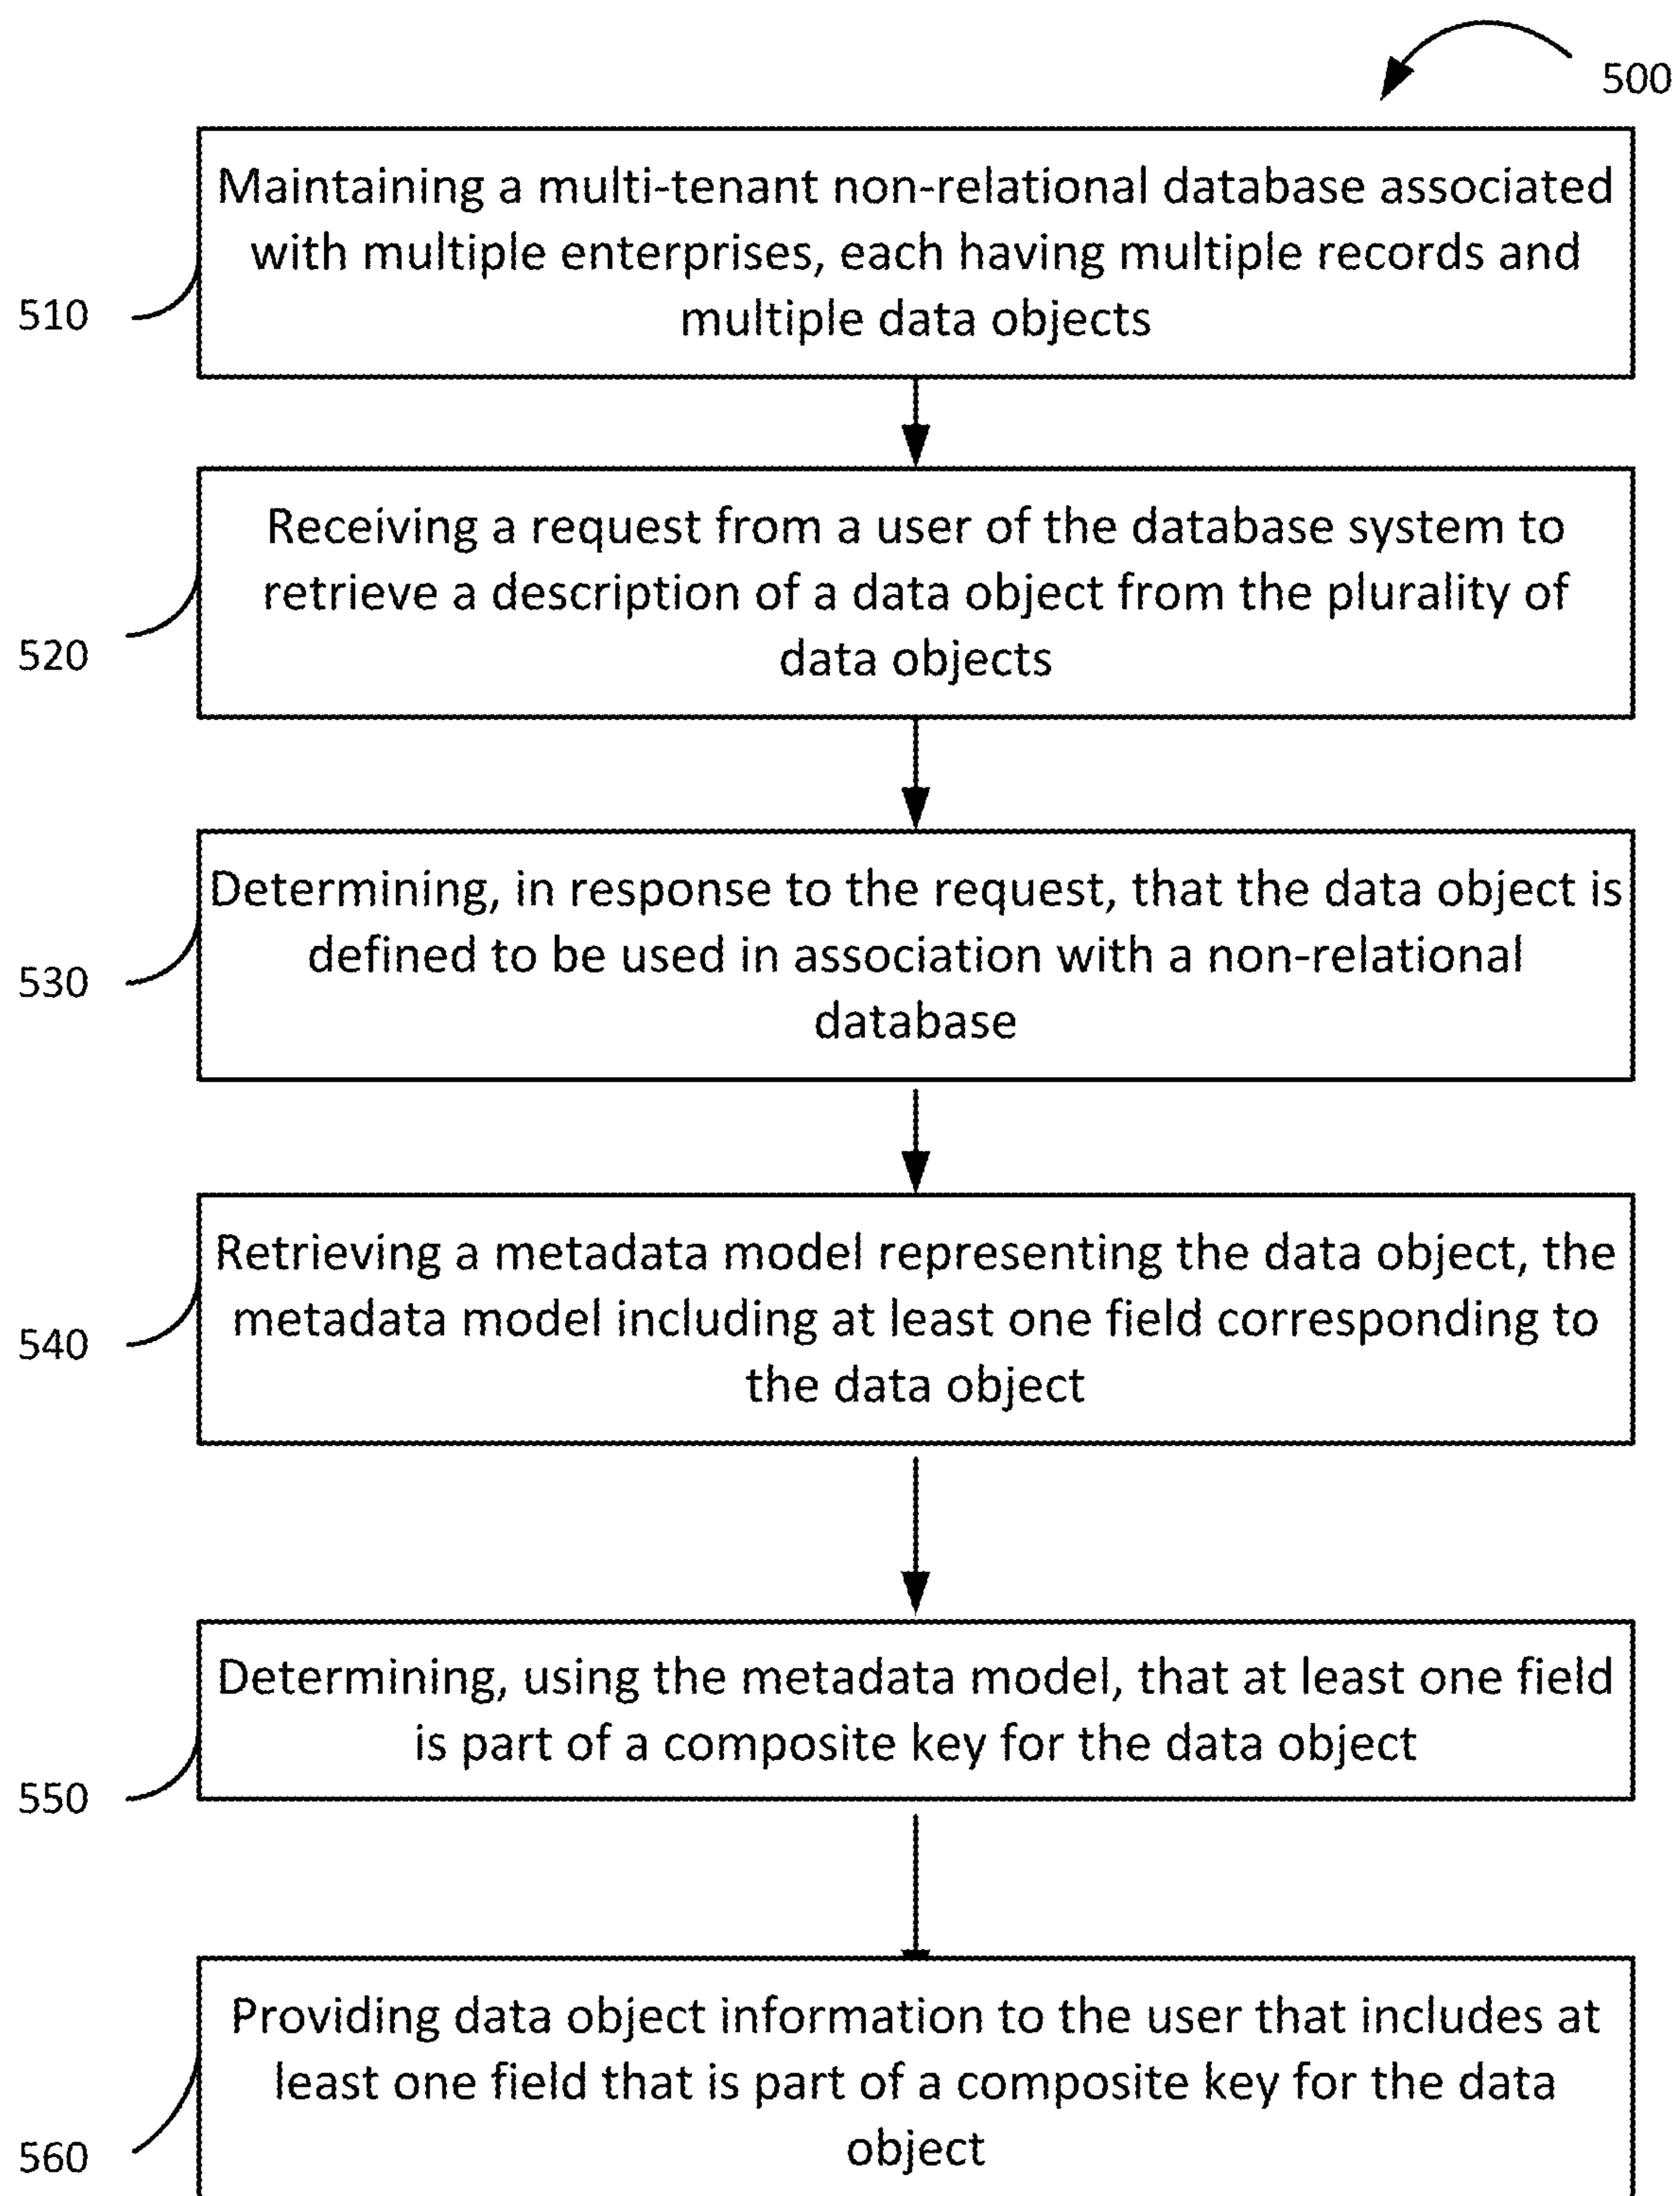 500
Maintaining a multi-tenant non-relational database associated
with multiple enterprises, each having multiple records and
multiple data objects
510
Receiving a request from a user of the database system to
retrieve a description of a data object from the plurality of
data objects
520
Determining, in response to the request, that the data object is
defined to be used in association with a non-relational
database
530
Retrieving a metadata model representing the data object, the
metadata model including at least one field corresponding to
the data object
540
Determining, using the metadata model, that at least one field
is part of a composite key for the data object
550
Providing data object information to the user that includes at
least one field that is part of a composite key for the data
object
560